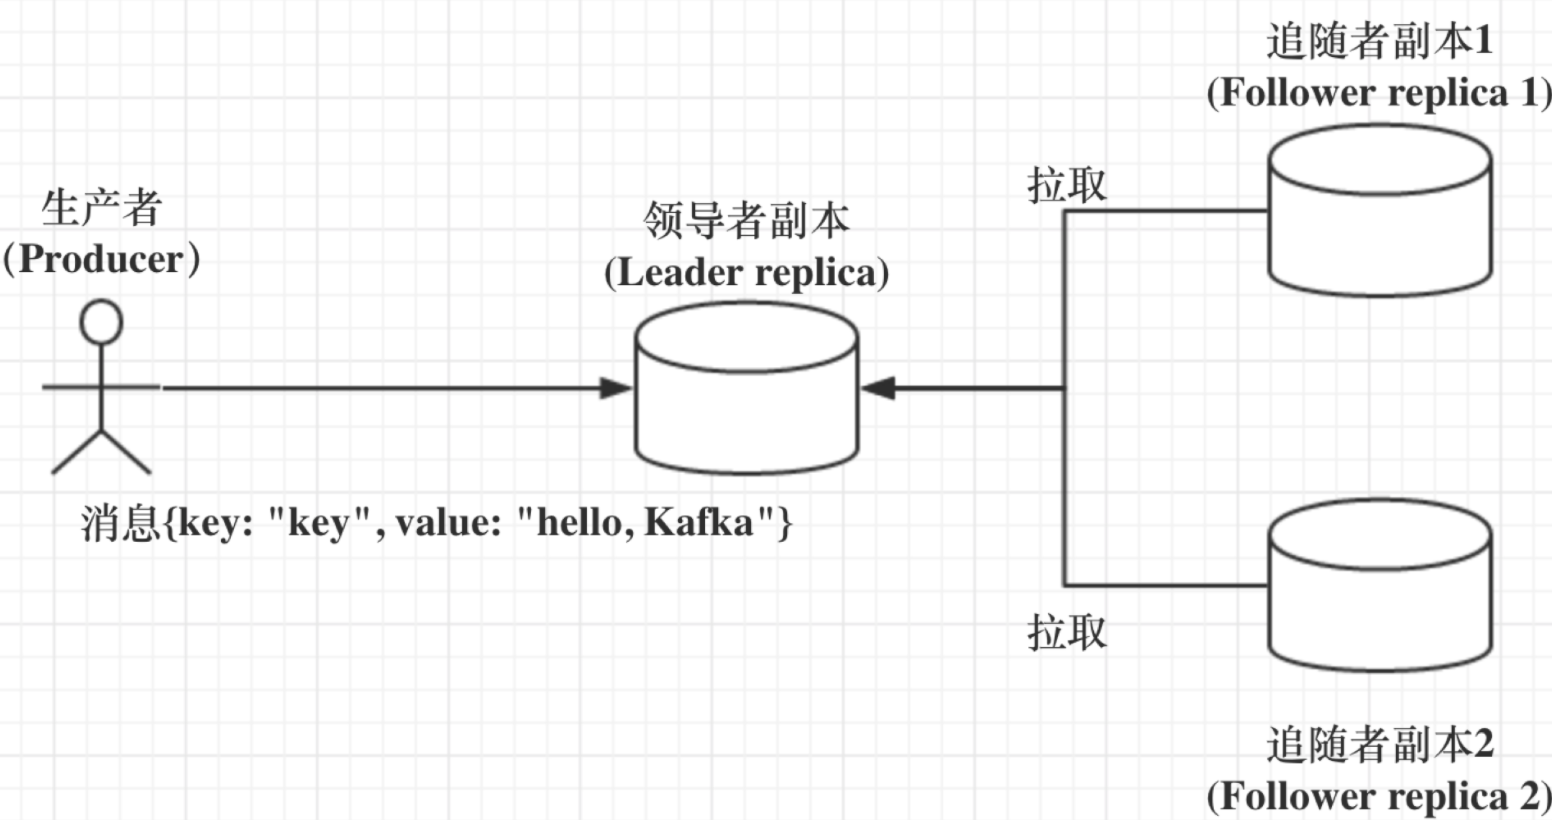 生产者
(Producer)
领导者副本
(Leader replica)
追随者副本1
(Follower replica 1)
拉取
消息{key: "key", value: "hello, Kafka"}
拉取
追随者副本2
(Follower replica 2)